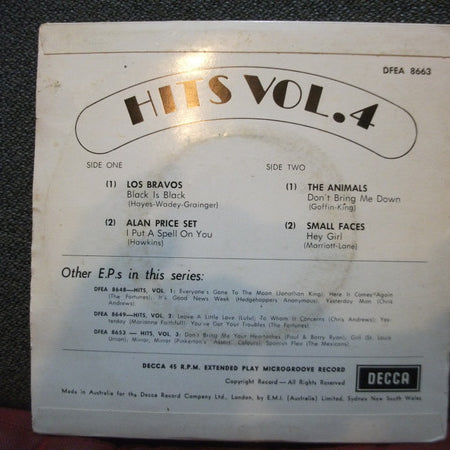 DFEA 8663
HITS VOL.4
SIDE ONE
(1) LOS BRAVOS
Black Is Black
(Hayes-Wadey-Grainger)
(2) ALAN PRICE SET
I Put A Spell On You
(Hawkins)
SIDE TWO
(1) THE ANIMALS
Don't Bring Me Down
(Goffin-King)
(2) SMALL FACES
Hey Girl
(Marriott-Lane)
Other E.P.s in this series:
DFEA 8648—HITS, VOL. 1: Everyone's Gone To The Moon (Jonathan King); Here It Comes Again
(The Fortunes); It's Good News Week (Hedgehoppers Anonymous); Yesterday Man (Chris
Andrews).
DFEA 8649—HITS, VOL. 2: Leave A Little Love (Lulu); To Whom It Concerns (Chris Andrews); Yes-
terday (Marianne Faithfull); You've Got Your Troubles (The Fortunes).
DFEA 8653 — HITS, VOL. 3: Don't Bring Me Your Heartaches (Paul & Barry Ryan); Girl (St. Louis
Union); Mirror, Mirror (Pinkerton's Assort. Colours); Spanish Flea (The Mexicans).
DECCA 45 R.P.M. EXTENDED PLAY MICROGROOVE RECORD
Copyright Record — All Rights Reserved
DECCA
Made in Australia for the Decca Record Company Ltd., London, by E.M.I. (Australia) Limited, Sydney New South Wales